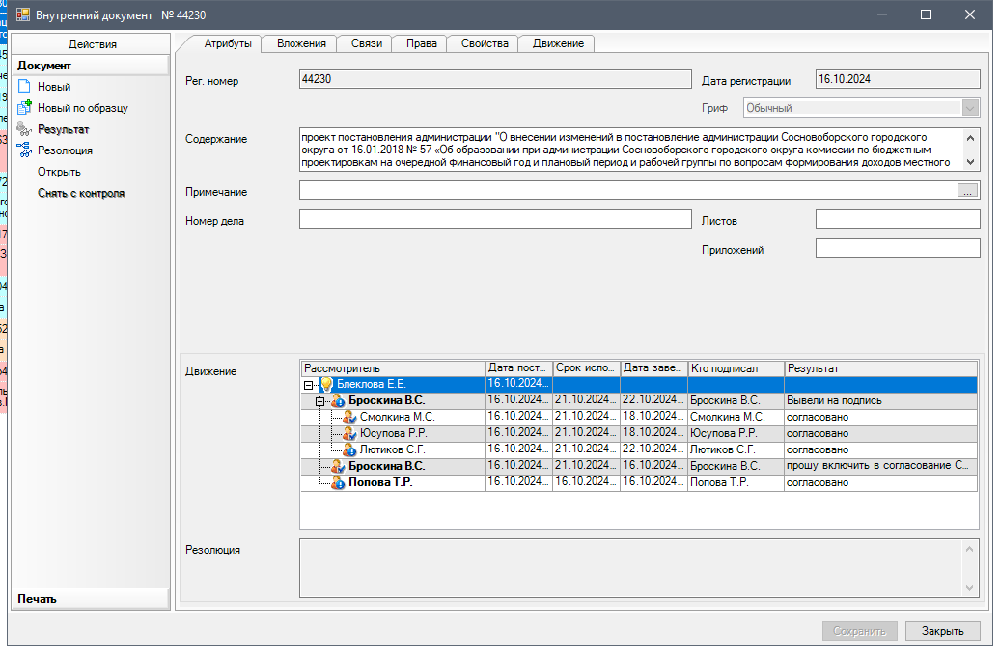 Внутренний документ № 44230
Действия
Документ
Новый
Новый по образцу
Результат
Резолюция
Открыть
Снять с контроля
Печать
Атрибуты Вложения Связи Права Свойства Движение
Рег. номер 44230 Дата регистрации 16.10.2024
Гриф Обычный
Содержание
проект постановления администрации "О внесении изменений в постановление администрации Сосновоборского городского
округа от 16.01.2018 № 57 «Об образовании при администрации Сосновоборского городского округа комиссии по бюджетным
проектировкам на очередной финансовый год и плановый период и рабочей группы по вопросам формирования доходов местного
Примечание ...
Номер дела Листов
Приложений
Движение
Рассмотритель Дата пост... Срок испо... Дата заве... Кто подписал Результат
Блеклова Е.Е. 16.10.2024...
Броскина В.С. 16.10.2024... 21.10.2024... 22.10.2024... Броскина В.С. Вывели на подпись
Смолкина М.С. 16.10.2024... 21.10.2024... 18.10.2024... Смолкина М.С. согласовано
Юсупова Р.Р. 16.10.2024... 21.10.2024... 18.10.2024... Юсупова Р.Р. согласовано
Лютиков С.Г. 16.10.2024... 21.10.2024... 22.10.2024... Лютиков С.Г. согласовано
Броскина В.С. 16.10.2024... 21.10.2024... 16.10.2024... Броскина В.С. прошу включить в согласование С...
Попова Т.Р. 16.10.2024... 16.10.2024... 16.10.2024... Попова Т.Р. согласовано
Резолюция
Сохранить Закрыть